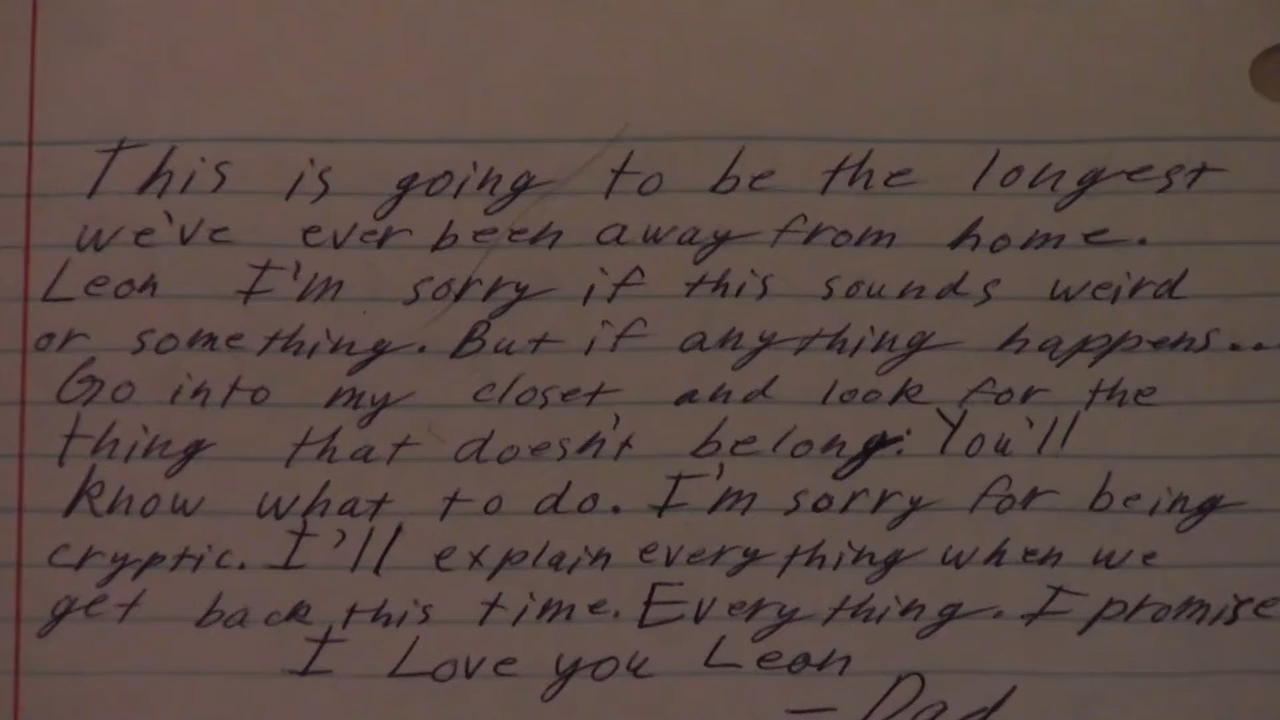 This is going to be the longest
we've ever been away from home.
Leon I'm sorry if this sounds weird
or something. But if anything happens...
Go into my closet and look for the
thing that doesn't belong. You'll
know what to do. I'm sorry for being
cryptic. I'll explain everything when we
get back this time. Everything. I promise
I Love you Leon
- Dad